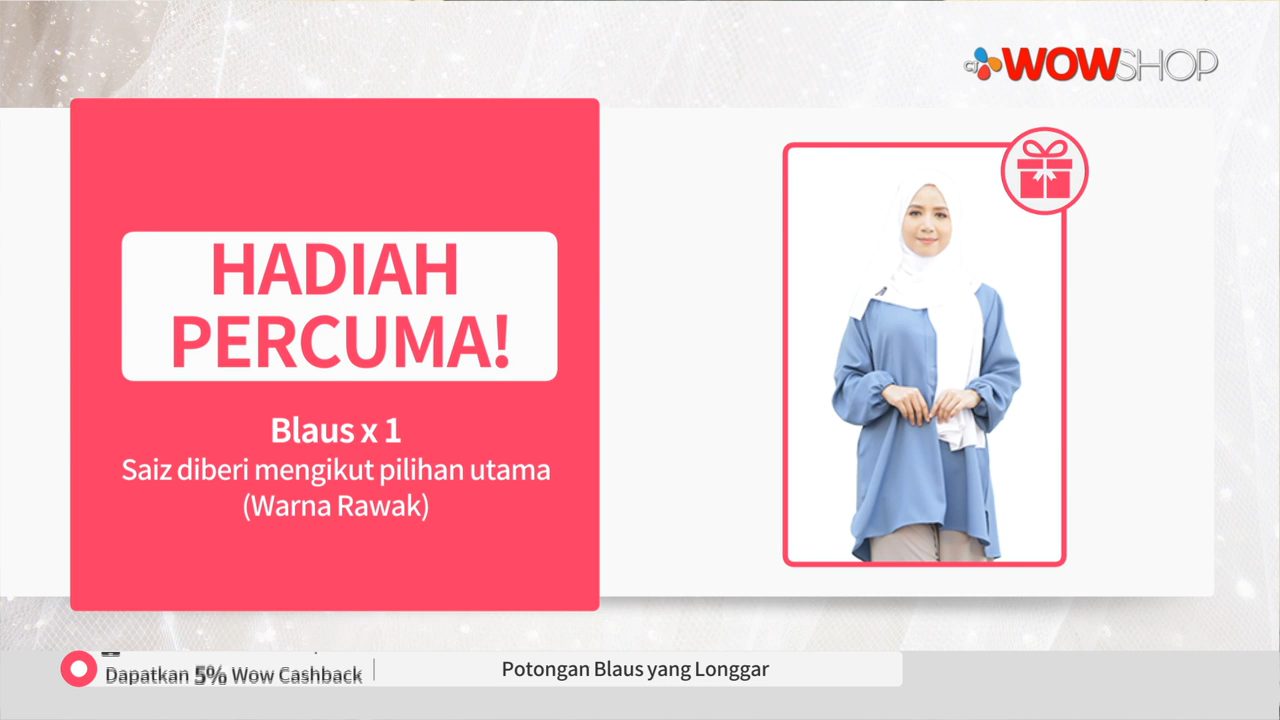 CJ WOWSHOP
HADIAH
PERCUMA!
Blaus x 1
Saiz diberi mengikut pilihan utama
(Warna Rawak)
Dapatkan 5% Wow Cashback
Potongan Blaus yang Longgar